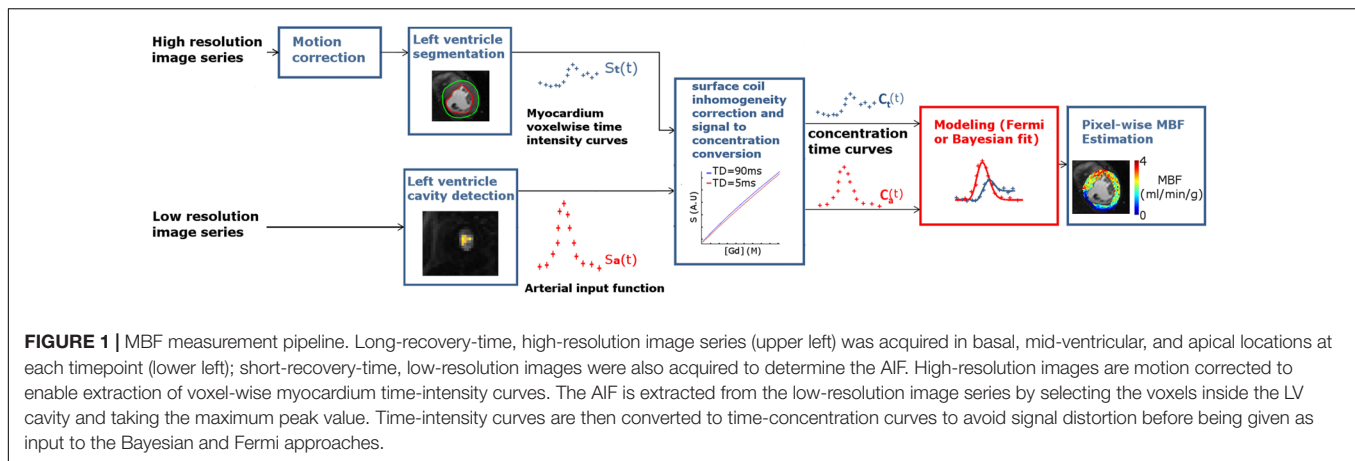 High resolution
image series
Motion
correction
Left ventricle
segmentation
St(t)
Myocardium
voxelwise time
intensity curves
Low resolution
image series
Left ventricle
cavity detection
Sa(t)
Arterial input function
surface coil
inhomogeneity
correction and
signal to
concentration
conversion
TD=90ms
TD=5ms
S (A.U)
[Gd] (M)
Ct(t)
concentration
time curves
Ca(t)
Modeling (Fermi
or Bayesian fit)
Pixel-wise MBF
Estimation
4
MBF
(ml/min/g)
0
FIGURE 1 | MBF measurement pipeline. Long-recovery-time, high-resolution image series (upper left) was acquired in basal, mid-ventricular, and apical locations at
each timepoint (lower left); short-recovery-time, low-resolution images were also acquired to determine the AIF. High-resolution images are motion corrected to
enable extraction of voxel-wise myocardium time-intensity curves. The AIF is extracted from the low-resolution image series by selecting the voxels inside the LV
cavity and taking the maximum peak value. Time-intensity curves are then converted to time-concentration curves to avoid signal distortion before being given as
input to the Bayesian and Fermi approaches.